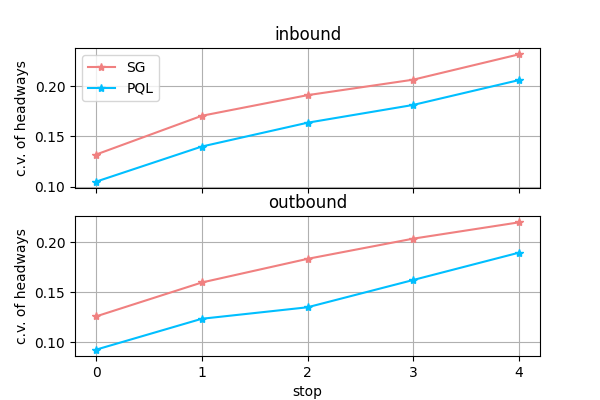 inbound
c.v. of headways
0.20
0.15
0.10
SG
PQL
outbound
c.v. of headways
0.20
0.15
0.10
0 1 2 3 4
stop